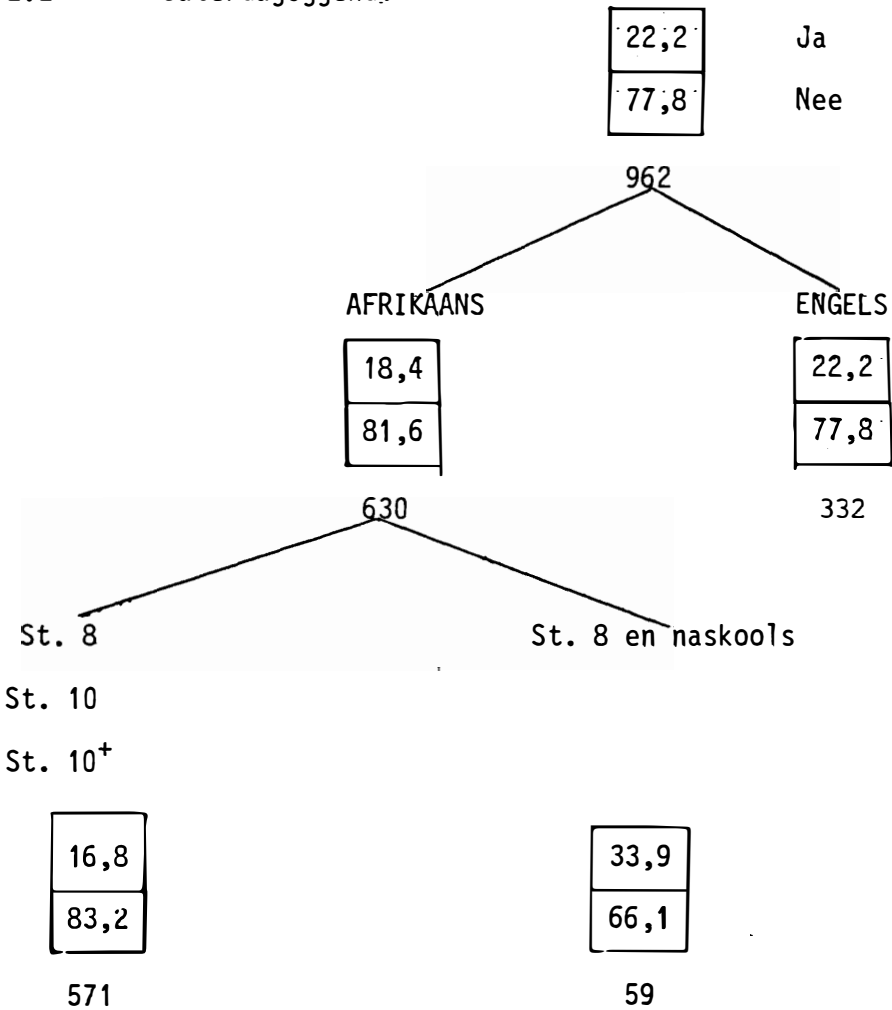 22,2 Ja
77,8 Nee
962
AFRIKAANS ENGELS
18,4 22,2
81,6 77,8
630 332
St. 8 St. 8 en naskools
St. 10
St. 10+
16,8 33,9
83,2 66,1
571 59